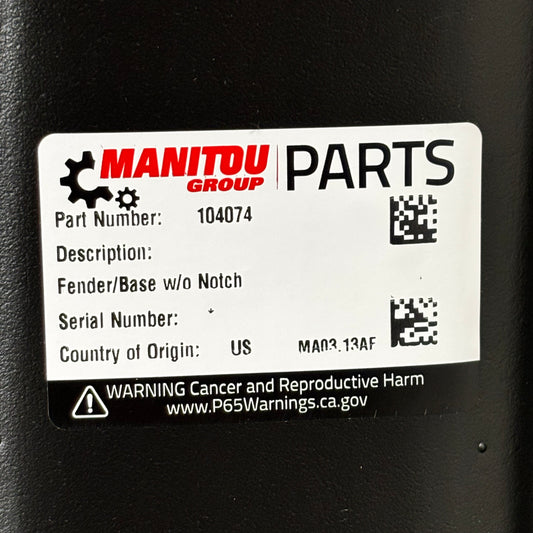 MANITOU GROUP | PARTS
Part Number: 104074
Description:
Fender/Base w/o Notch
Serial Number: *
Country of Origin: US MA03.13AF
WARNING Cancer and Reproductive Harm
www.P65Warnings.ca.gov